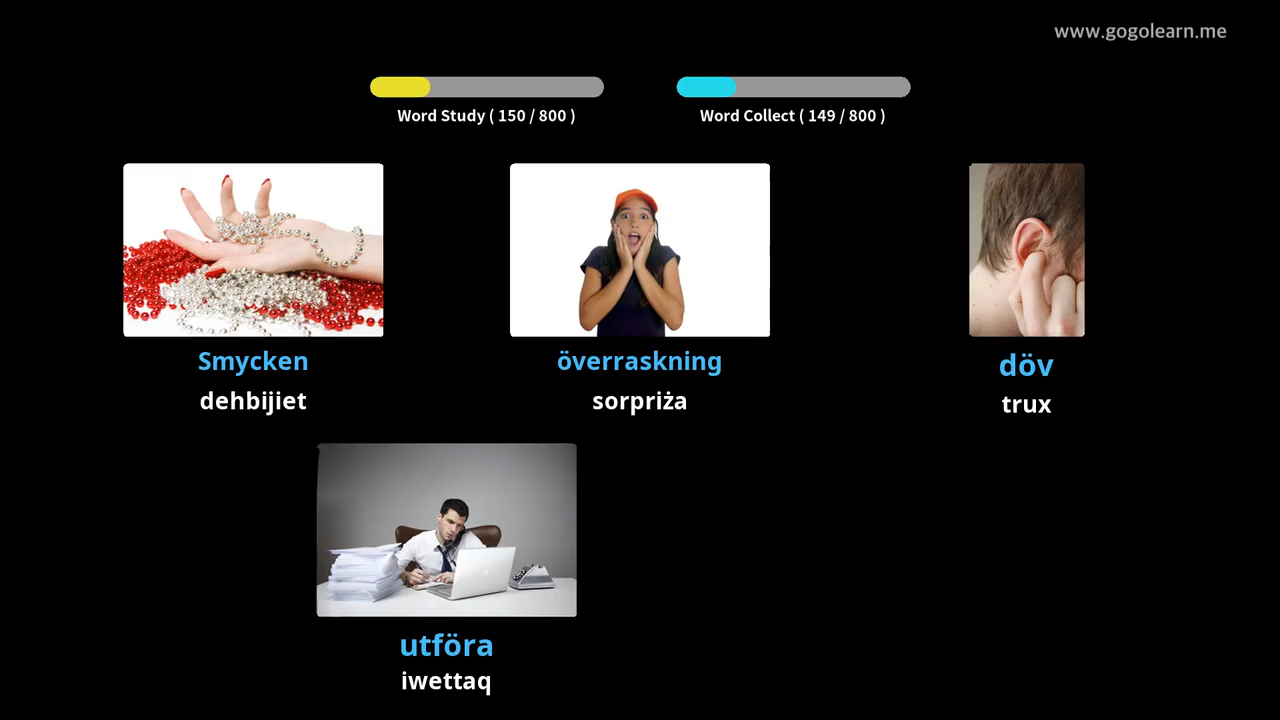 www.gogolearn.me
Word Study ( 150 / 800 )
Word Collect ( 149 / 800 )
Smycken
dehbijiet
överraskning
sorpriża
döv
trux
utföra
iwettaq